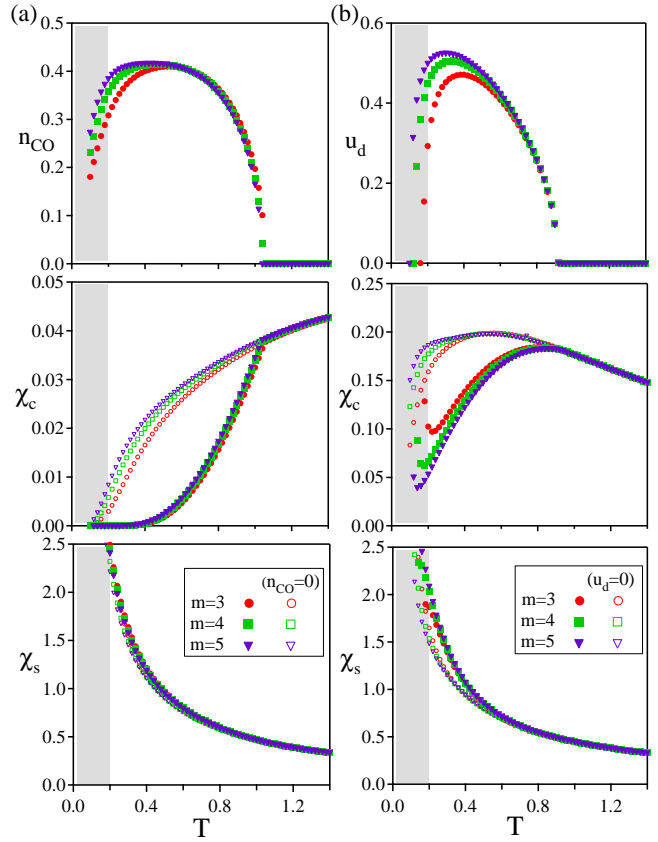 (a)
0.5
0.4
0.3
0.2
0.1
0.0
n_CO
(b)
0.6
0.4
0.2
0.0
u_d
0.05
0.04
0.03
0.02
0.01
0.00
χ_c
0.25
0.20
0.15
0.10
0.05
0.00
χ_c
2.5
2.0
1.5
1.0
0.5
0.0
χ_s
(n_CO=0)
m=3
m=4
m=5
0.0 0.4 0.8 1.2
T
2.5
2.0
1.5
1.0
0.5
0.0
χ_s
(u_d=0)
m=3
m=4
m=5
0.0 0.4 0.8 1.2
T